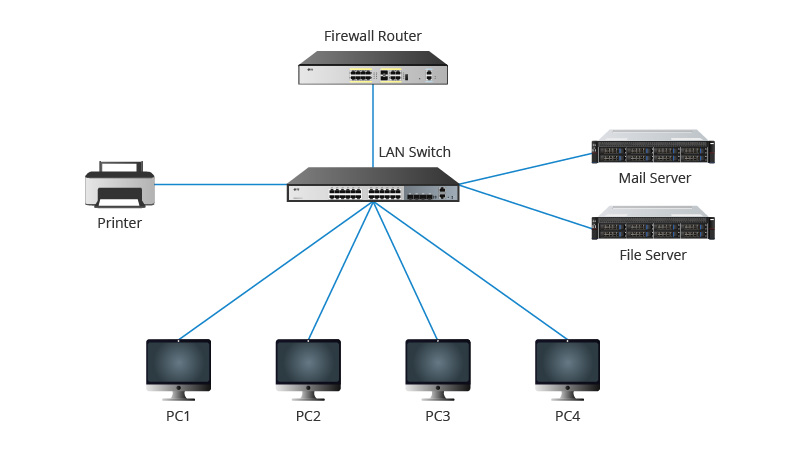 Firewall Router
LAN Switch
Mail Server
Printer
File Server
PC1
PC2
PC3
PC4